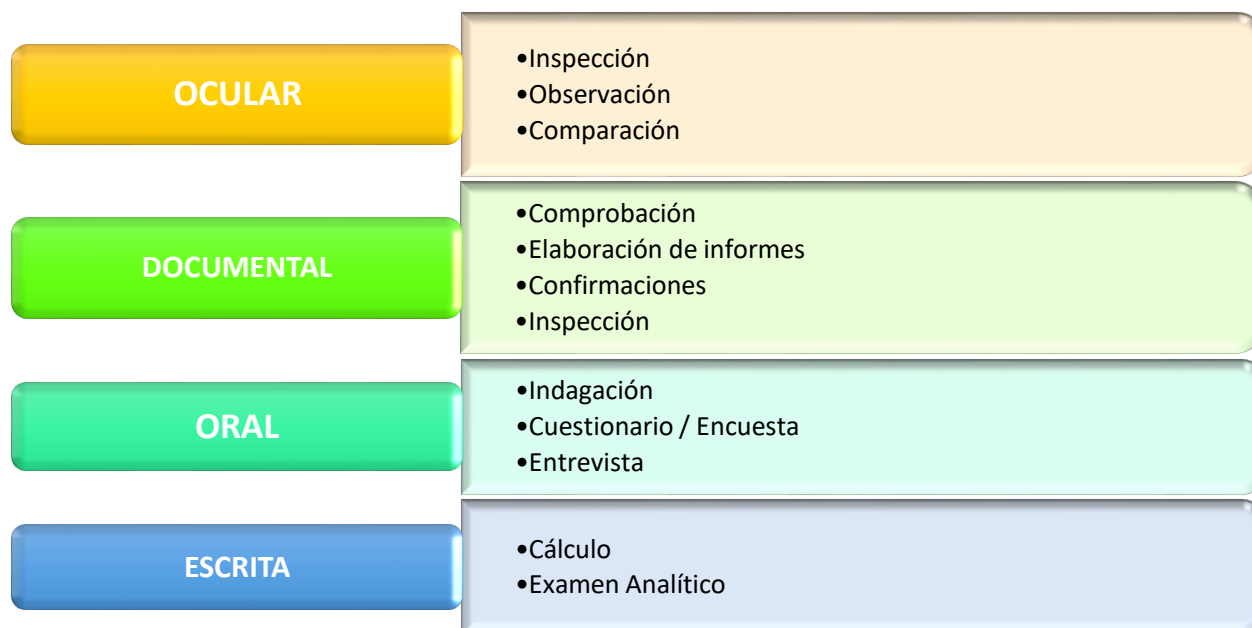 OCULAR
•Inspección
•Observación
•Comparación
DOCUMENTAL
•Comprobación
•Elaboración de informes
•Confirmaciones
•Inspección
ORAL
•Indagación
•Cuestionario / Encuesta
•Entrevista
ESCRITA
•Cálculo
•Examen Analítico